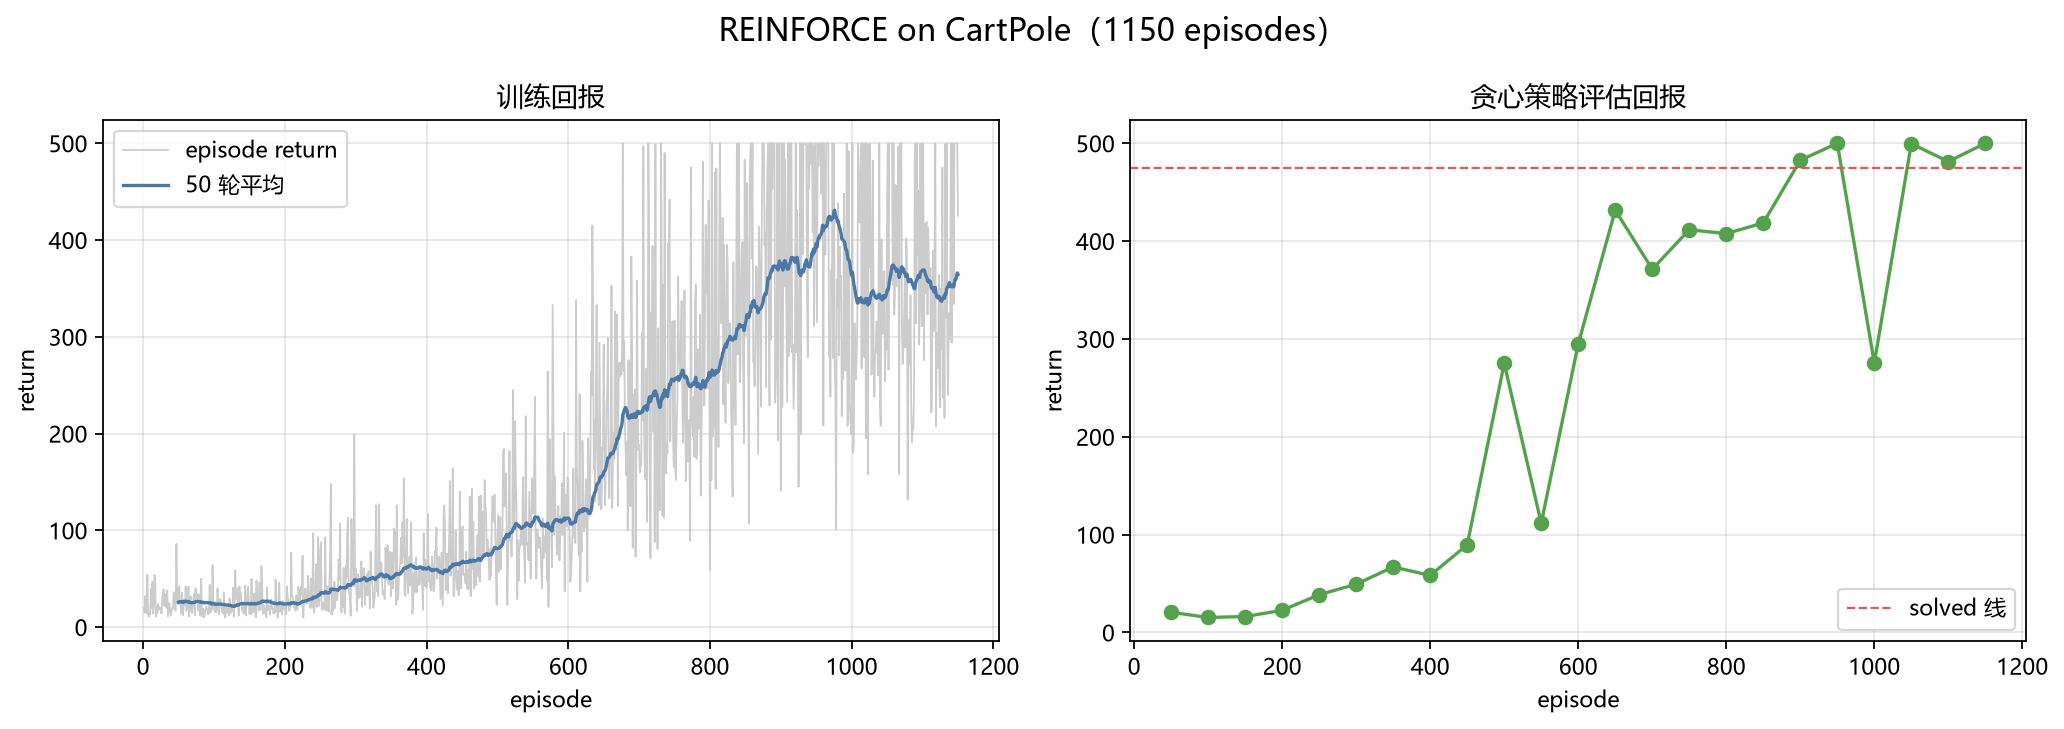 REINFORCE on CartPole（1150 episodes）
训练回报
episode return
50 轮平均
500
400
300
200
100
0
return
0
200
400
600
800
1000
1200
episode
贪心策略评估回报
500
400
300
200
100
0
return
solved 线
0
200
400
600
800
1000
1200
episode